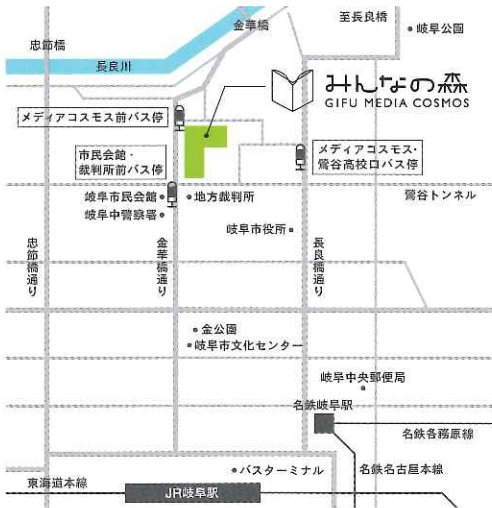 至長良橋
金華橋
岐阜公園
忠節橋
長良川
みんなの森
GIFU MEDIA COSMOS
メディアコスモス前バス停
市民会館・
裁判所前バス停
メディアコスモス・
鶯谷高校口バス停
岐阜市民会館
地方裁判所
鶯谷トンネル
岐阜中警察署
岐阜市役所
忠節橋通り
金華橋通り
長良橋通り
金公園
岐阜市文化センター
岐阜中央郵便局
名鉄岐阜駅
名鉄各務原線
バスターミナル
名鉄名古屋本線
東海道本線
JR岐阜駅